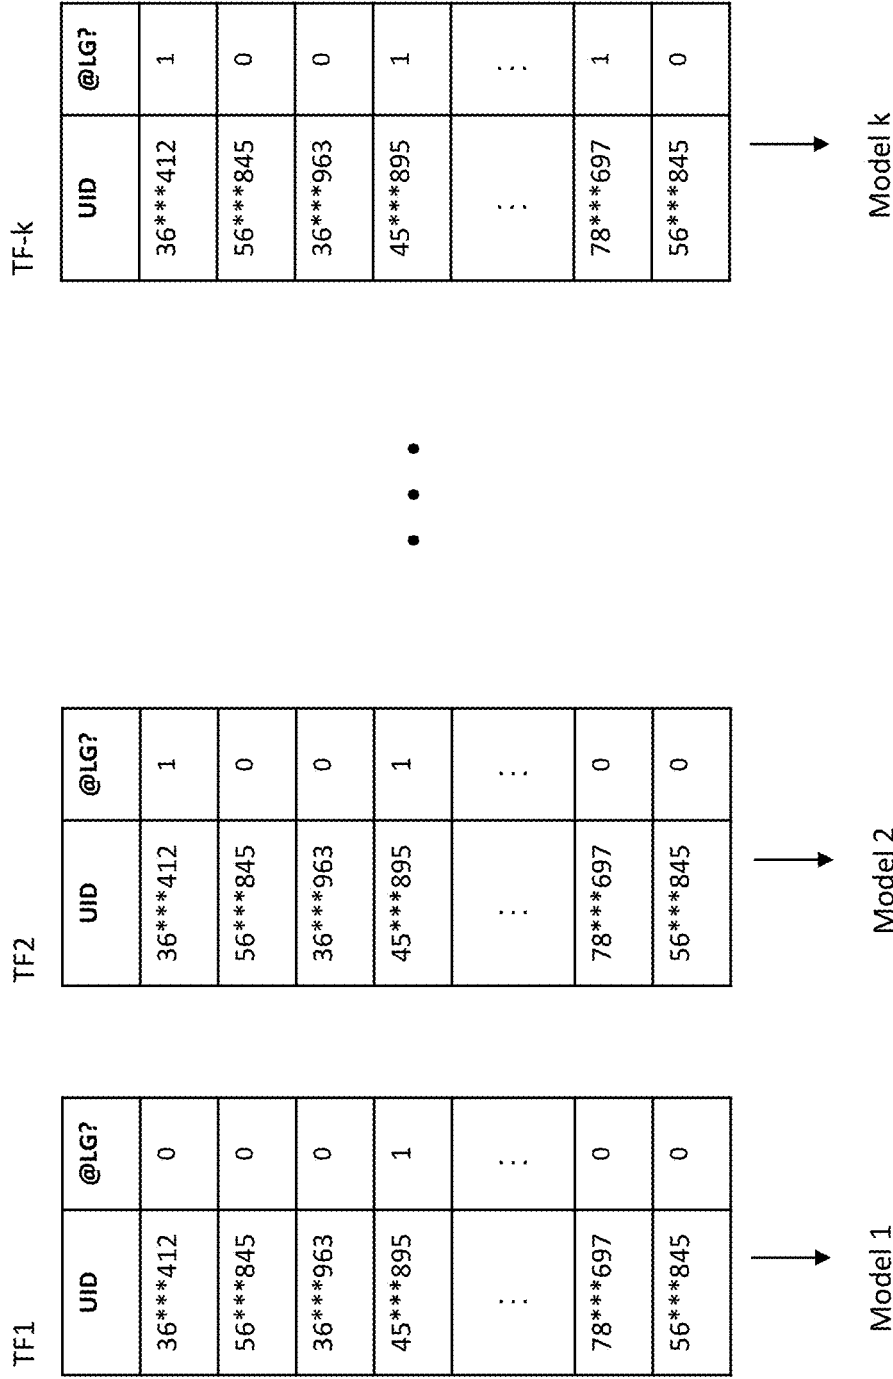 TF1
UID @LG?
36***412 0
56***845 0
36***963 0
45***895 1
... ...
78***697 0
56***845 0
Model 1
TF2
UID @LG?
36***412 1
56***845 0
36***963 0
45***895 1
... ...
78***697 0
56***845 0
Model 2
TF-k
UID @LG?
36***412 1
56***845 0
36***963 0
45***895 1
... ...
78***697 1
56***845 0
Model k